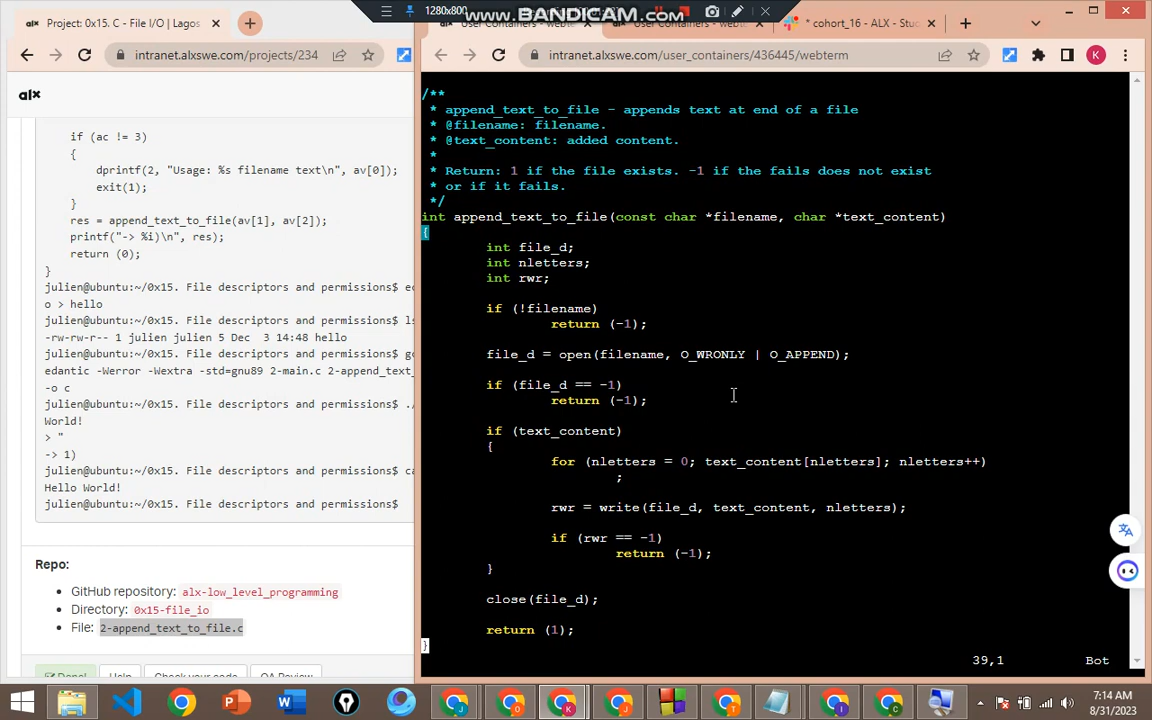 1280x800
www.BANDICAM.com
Project: 0x15. C - File I/O | Lagos
* cohort_16 - ALX - Stu
intranet.alxswe.com/projects/234
intranet.alxswe.com/user_containers/436445/webterm
K
alx
if (ac != 3)
{
dprintf(2, "Usage: %s filename text\n", av[0]);
exit(1);
}
res = append_text_to_file(av[1], av[2]);
printf("-> %i)\n", res);
return (0);
}
julien@ubuntu:~/0x15. File descriptors and permissions$ ec
o > hello
julien@ubuntu:~/0x15. File descriptors and permissions$ ls
-rw-rw-r-- 1 julien julien 5 Dec  3 14:48 hello
julien@ubuntu:~/0x15. File descriptors and permissions$ gc
edantic -Werror -Wextra -std=gnu89 2-main.c 2-append_text_
-o c
julien@ubuntu:~/0x15. File descriptors and permissions$ ./
World!
> "
-> 1)
julien@ubuntu:~/0x15. File descriptors and permissions$ ca
Hello World!
julien@ubuntu:~/0x15. File descriptors and permissions$
Repo:
GitHub repository: alx-low_level_programming
Directory: 0x15-file_io
File: 2-append_text_to_file.c
Done! Help Check your code QA Review
/**
* append_text_to_file - appends text at end of a file
* @filename: filename.
* @text_content: added content.
*
* Return: 1 if the file exists. -1 if the fails does not exist
* or if it fails.
*/
int append_text_to_file(const char *filename, char *text_content)
{
int file_d;
int nletters;
int rwr;
if (!filename)
return (-1);
file_d = open(filename, O_WRONLY | O_APPEND);
if (file_d == -1)
return (-1);
if (text_content)
{
for (nletters = 0; text_content[nletters]; nletters++)
;
rwr = write(file_d, text_content, nletters);
if (rwr == -1)
return (-1);
}
close(file_d);
return (1);
}
39,1 Bot
7:14 AM
8/31/2023